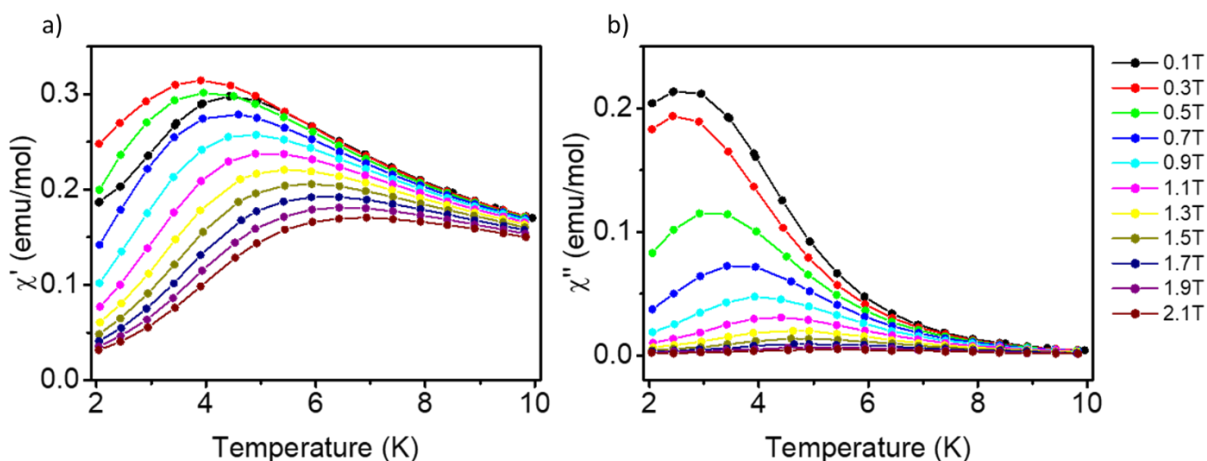 a)
χ' (emu/mol)
0.3
0.2
0.1
0.0
2
4
6
8
10
Temperature (K)
b)
χ'' (emu/mol)
0.2
0.1
0.0
2
4
6
8
10
Temperature (K)
0.1T
0.3T
0.5T
0.7T
0.9T
1.1T
1.3T
1.5T
1.7T
1.9T
2.1T